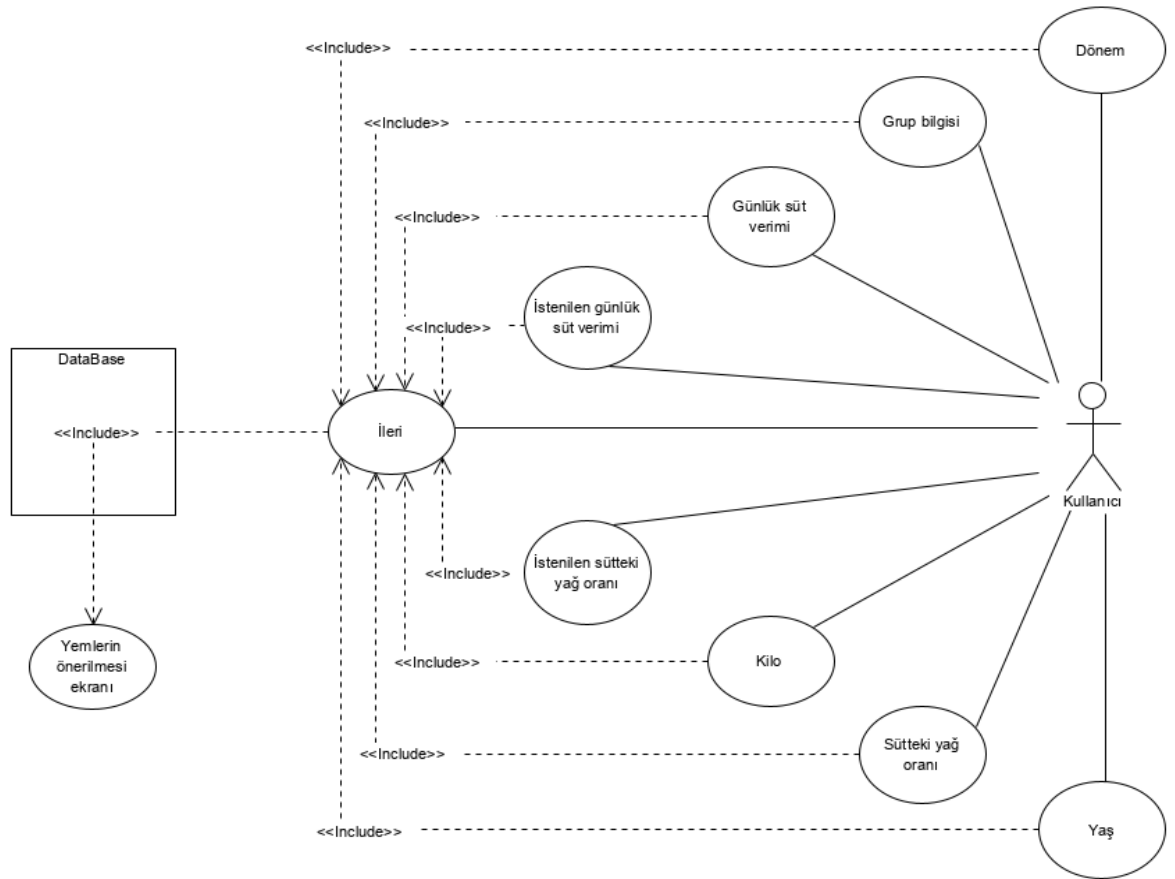 <<Include>>
Dönem
<<Include>>
Grup bilgisi
<<Include>>
Günlük süt
verimi
<<Include>>
İstenilen günlük
süt verimi
DataBase
<<Include>>
İleri
Kullanıcı
<<Include>>
İstenilen sütteki
yağ oranı
Yemlerin
önerilmesi
ekranı
<<Include>>
Kilo
<<Include>>
Sütteki yağ
oranı
<<Include>>
Yaş